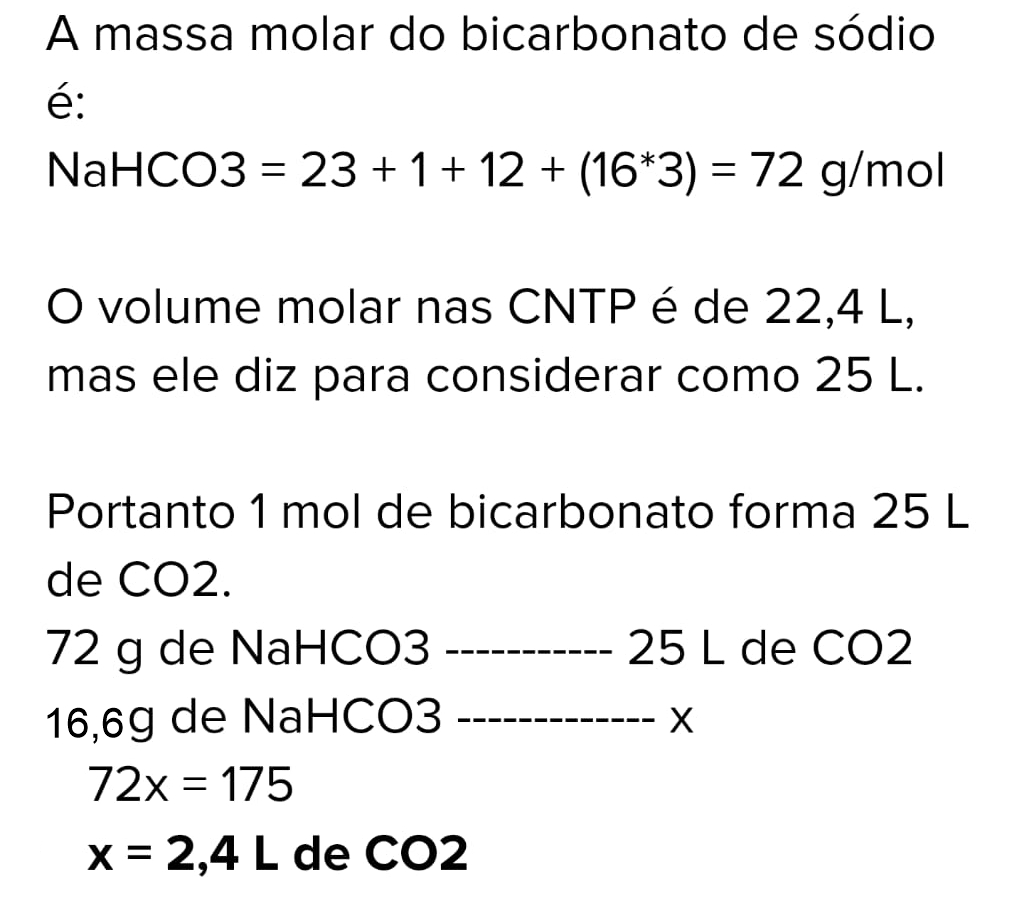 A massa molar do bicarbonato de sódio
é:
NaHCO3 = 23 + 1 + 12 + (16*3) = 72 g/mol
O volume molar nas CNTP é de 22,4 L,
mas ele diz para considerar como 25 L.
Portanto 1 mol de bicarbonato forma 25 L
de CO2.
72 g de NaHCO3 ----------- 25 L de CO2
16,6g de NaHCO3 ------------- x
72x = 175
x = 2,4 L de CO2